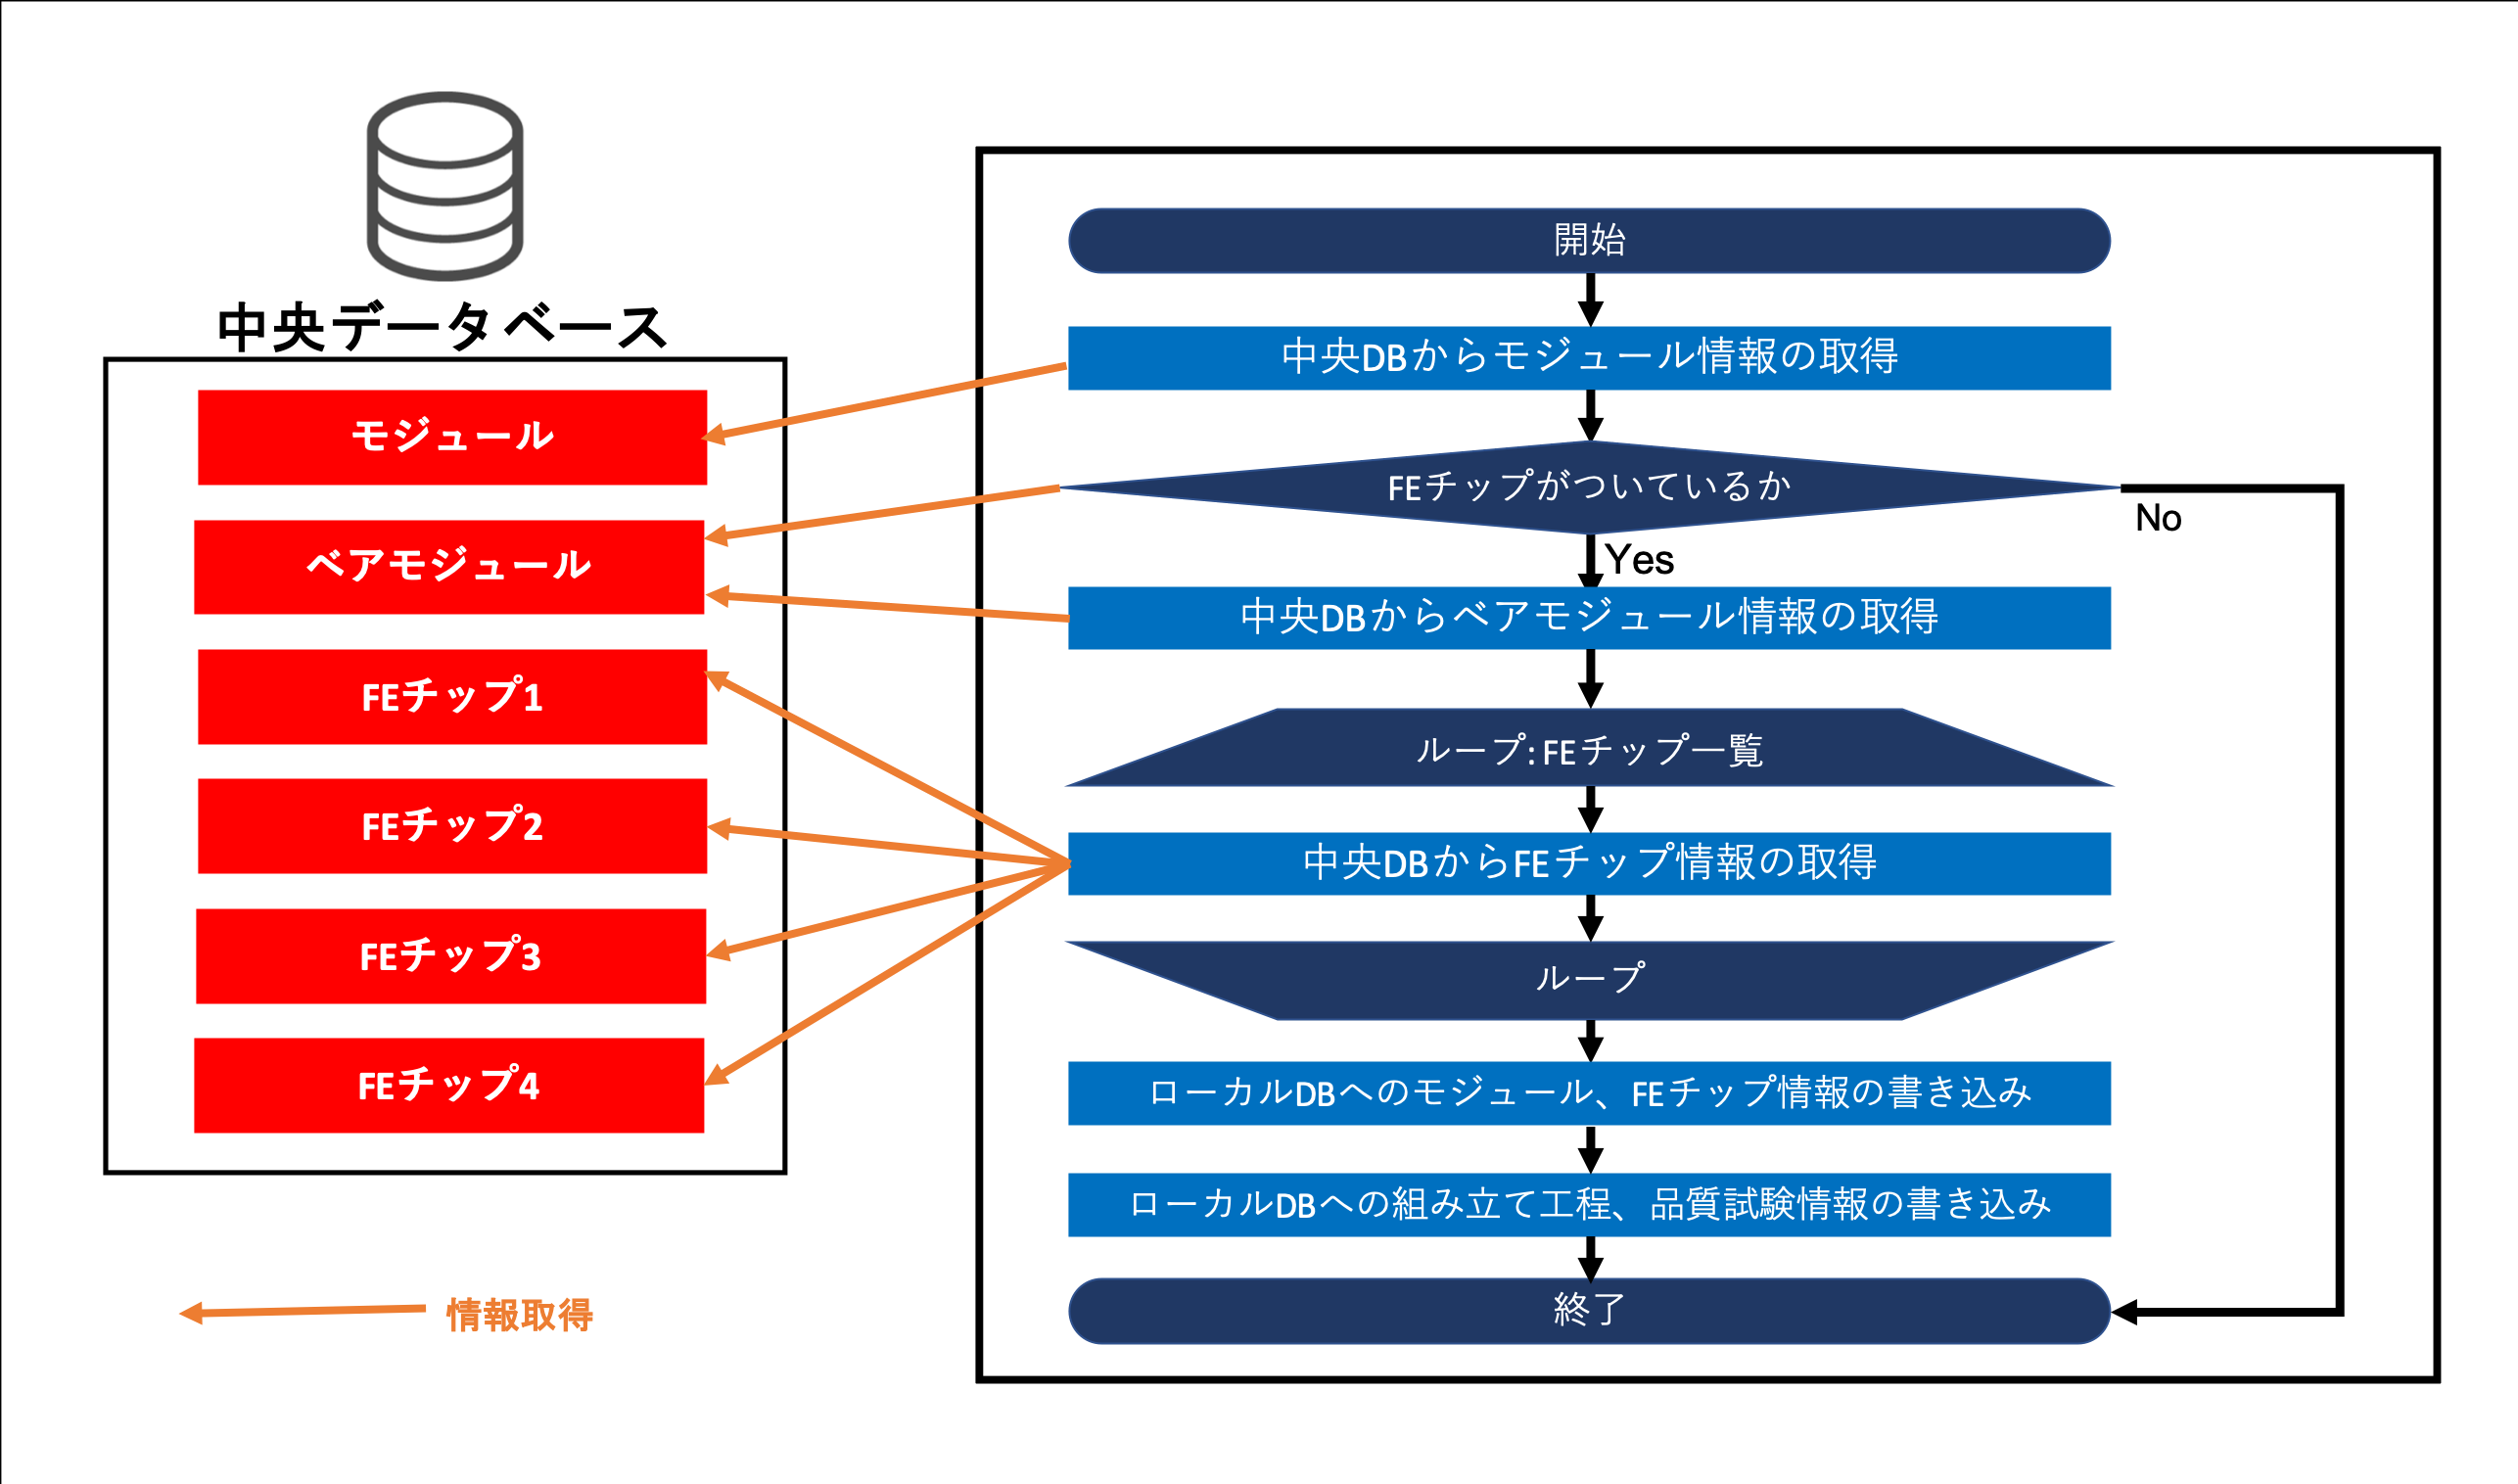 中央データベース
モジュール
ベアモジュール
FEチップ1
FEチップ2
FEチップ3
FEチップ4
情報取得
開始
中央DBからモジュール情報の取得
FEチップがついているか
No
Yes
中央DBからベアモジュール情報の取得
ループ: FEチップ一覧
中央DBからFEチップ情報の取得
ループ
ローカルDBへのモジュール、FEチップ情報の書き込み
ローカルDBへの組み立て工程、品質試験情報の書き込み
終了